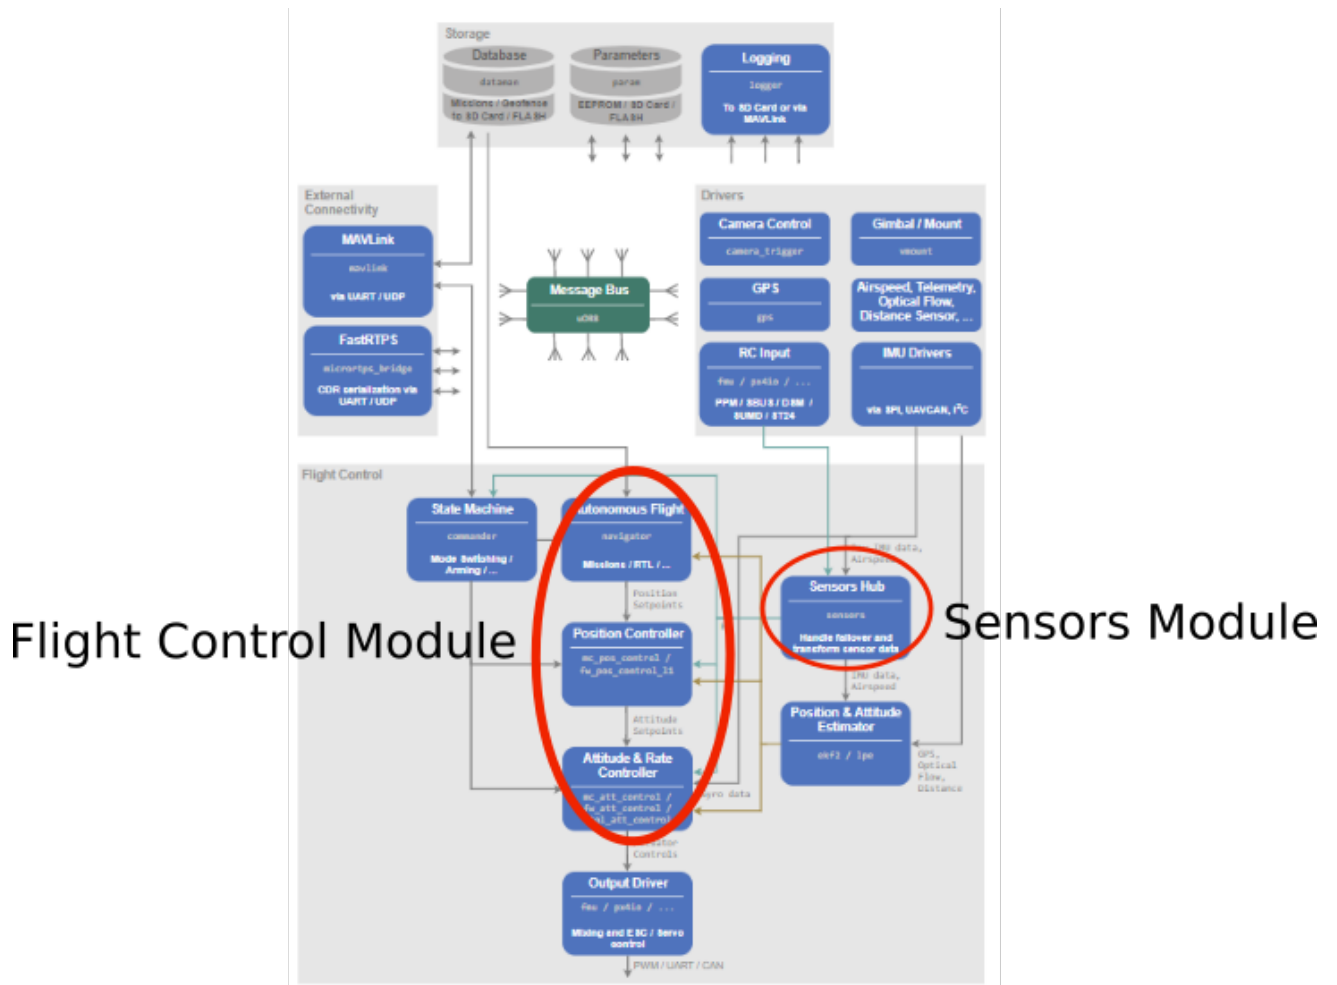 Storage
Database
dataman
Missions / Geofense
to SD Card / FLASH
Parameters
param
EEPROM / SD Card /
FLASH
Logging
logger
To SD Card or via
MAVLink
External
Connectivity
MAVLink
mavlink
via UART / UDP
FastRTPS
micrortps_bridge
CDR serialization via
UART / UDP
Message Bus
uORB
Drivers
Camera Control
camera_trigger
Gimbal / Mount
vmount
GPS
gps
Airspeed, Telemetry,
Optical Flow,
Distance Sensor, ...
RC Input
fmu / px4io / ...
PPM / SBUS / DSM /
SUMD / ST24
IMU Drivers
via SPI, UAVCAN, I²C
Flight Control
State Machine
commander
Mode Switching /
Arming / ...
Autonomous Flight
navigator
Missions / RTL / ...
Position
Setpoints
Position Controller
mc_pos_control /
fw_pos_control_l1
Attitude
Setpoints
Attitude & Rate
Controller
mc_att_control /
fw_att_control /
Controls
Output Driver
fmu / px4io / ...
Mixing and ESC / Servo
control
PWM / UART / CAN
IMU data,
Airspeed
Sensors Hub
sensors
Handle failover and
transform sensor data
IMU data,
Airspeed
Position & Attitude
Estimator
ekf2 / lpe
GPS,
Optical
Flow,
Distance
gyro data
Flight Control Module
Sensors Module